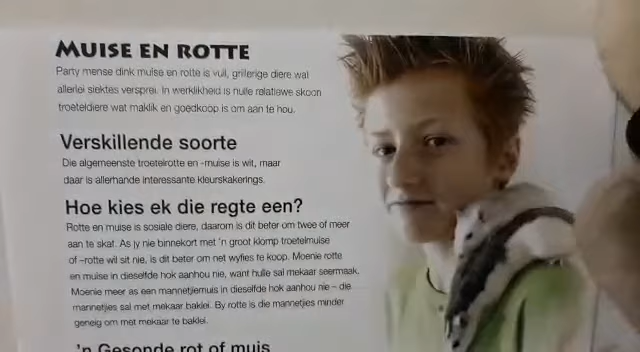 MUISE EN ROTTE
Party mense dink muise en rotte is vuil, grillerige diere wat
allerlei siektes versprei. In werklikheid is hulle relatiewe skoon
troeteldiere wat maklik en goedkoop is om aan te hou.
Verskillende soorte
Die algemeenste troetelrotte en -muise is wit, maar
daar is allerhande interessante kleurskakerings.
Hoe kies ek die regte een?
Rotte en muise is sosiale diere, daarom is dit beter om twee of meer
aan te skaf. As jy nie binnekort met 'n groot klomp troetelmuise
of –rotte wil sit nie, is dit beter om net wyfies te koop. Moenie rotte
en muise in dieselfde hok aanhou nie, want hulle sal mekaar seermaak.
Moenie meer as een mannetjiemuis in dieselfde hok aanhou nie – die
mannetjies sal met mekaar baklei. By rotte is die mannetjies minder
geneig om met mekaar te baklei.
'n Gesonde rot of muis